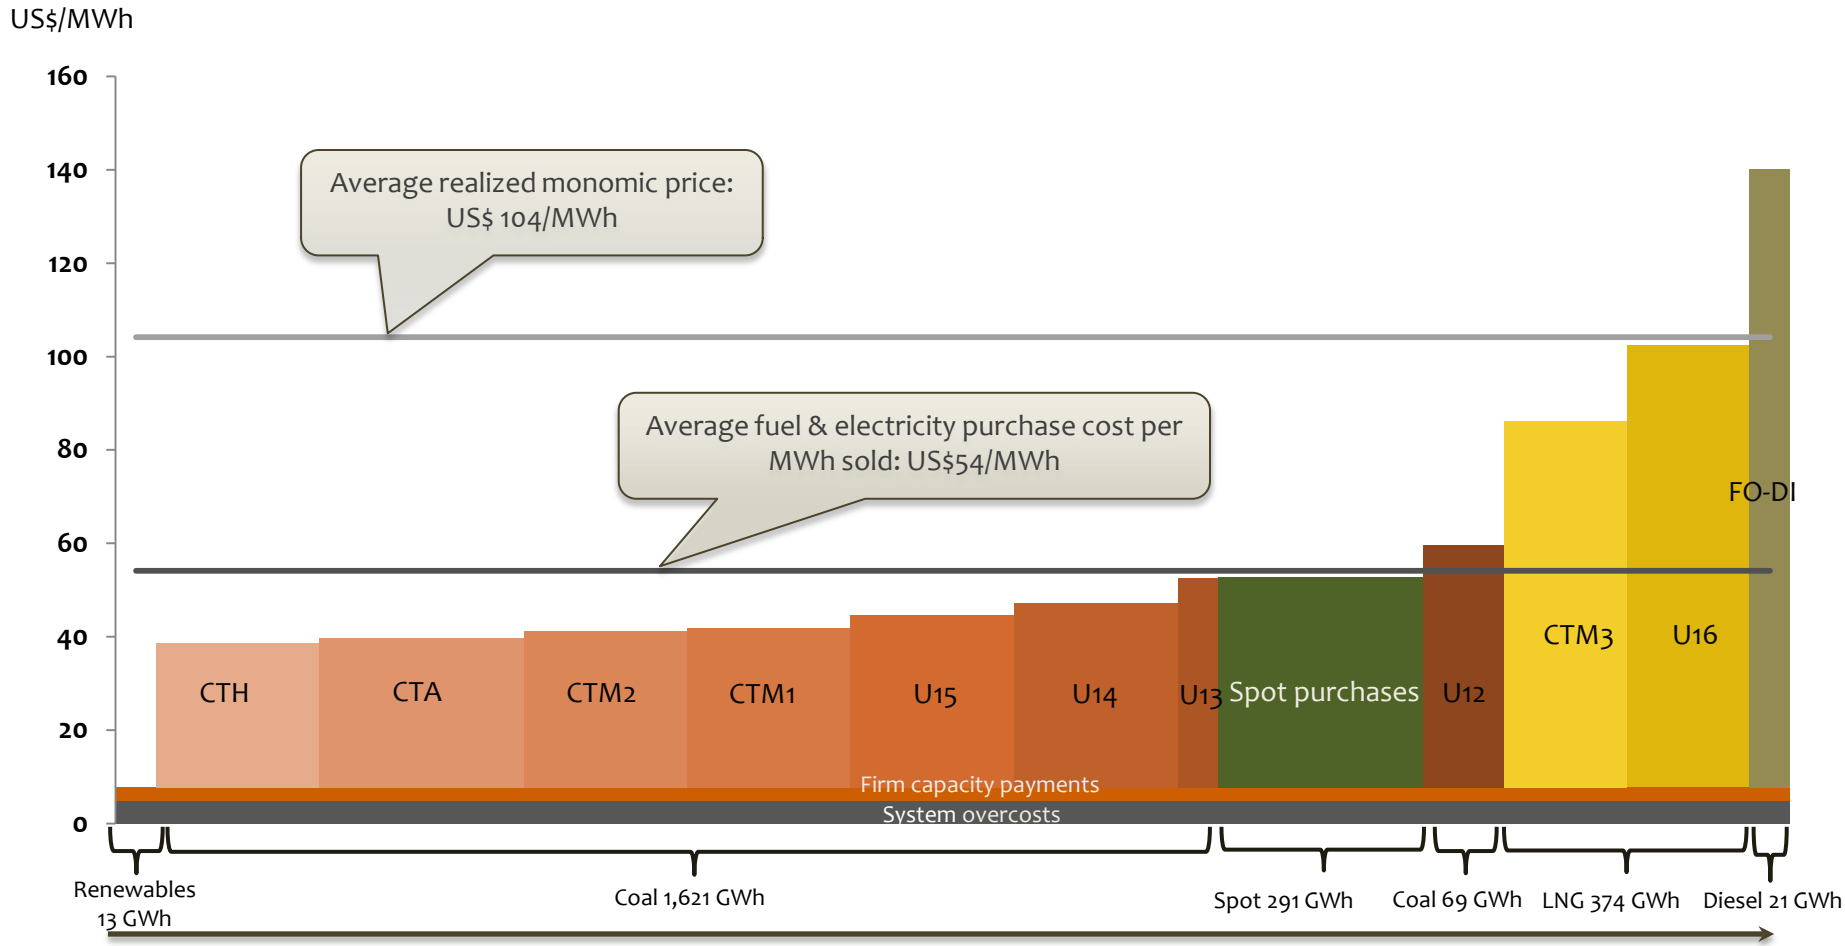 US$/MWh
160
140
120
100
80
60
40
20
0
Average realized monomic price:
US$ 104/MWh
Average fuel & electricity purchase cost per
MWh sold: US$54/MWh
FO-DI
CTM3
U16
CTH
CTA
CTM2
CTM1
U15
U14
U13
Spot purchases
U12
Firm capacity payments
System overcosts
Renewables
13 GWh
Coal 1,621 GWh
Spot 291 GWh
Coal 69 GWh
LNG 374 GWh
Diesel 21 GWh